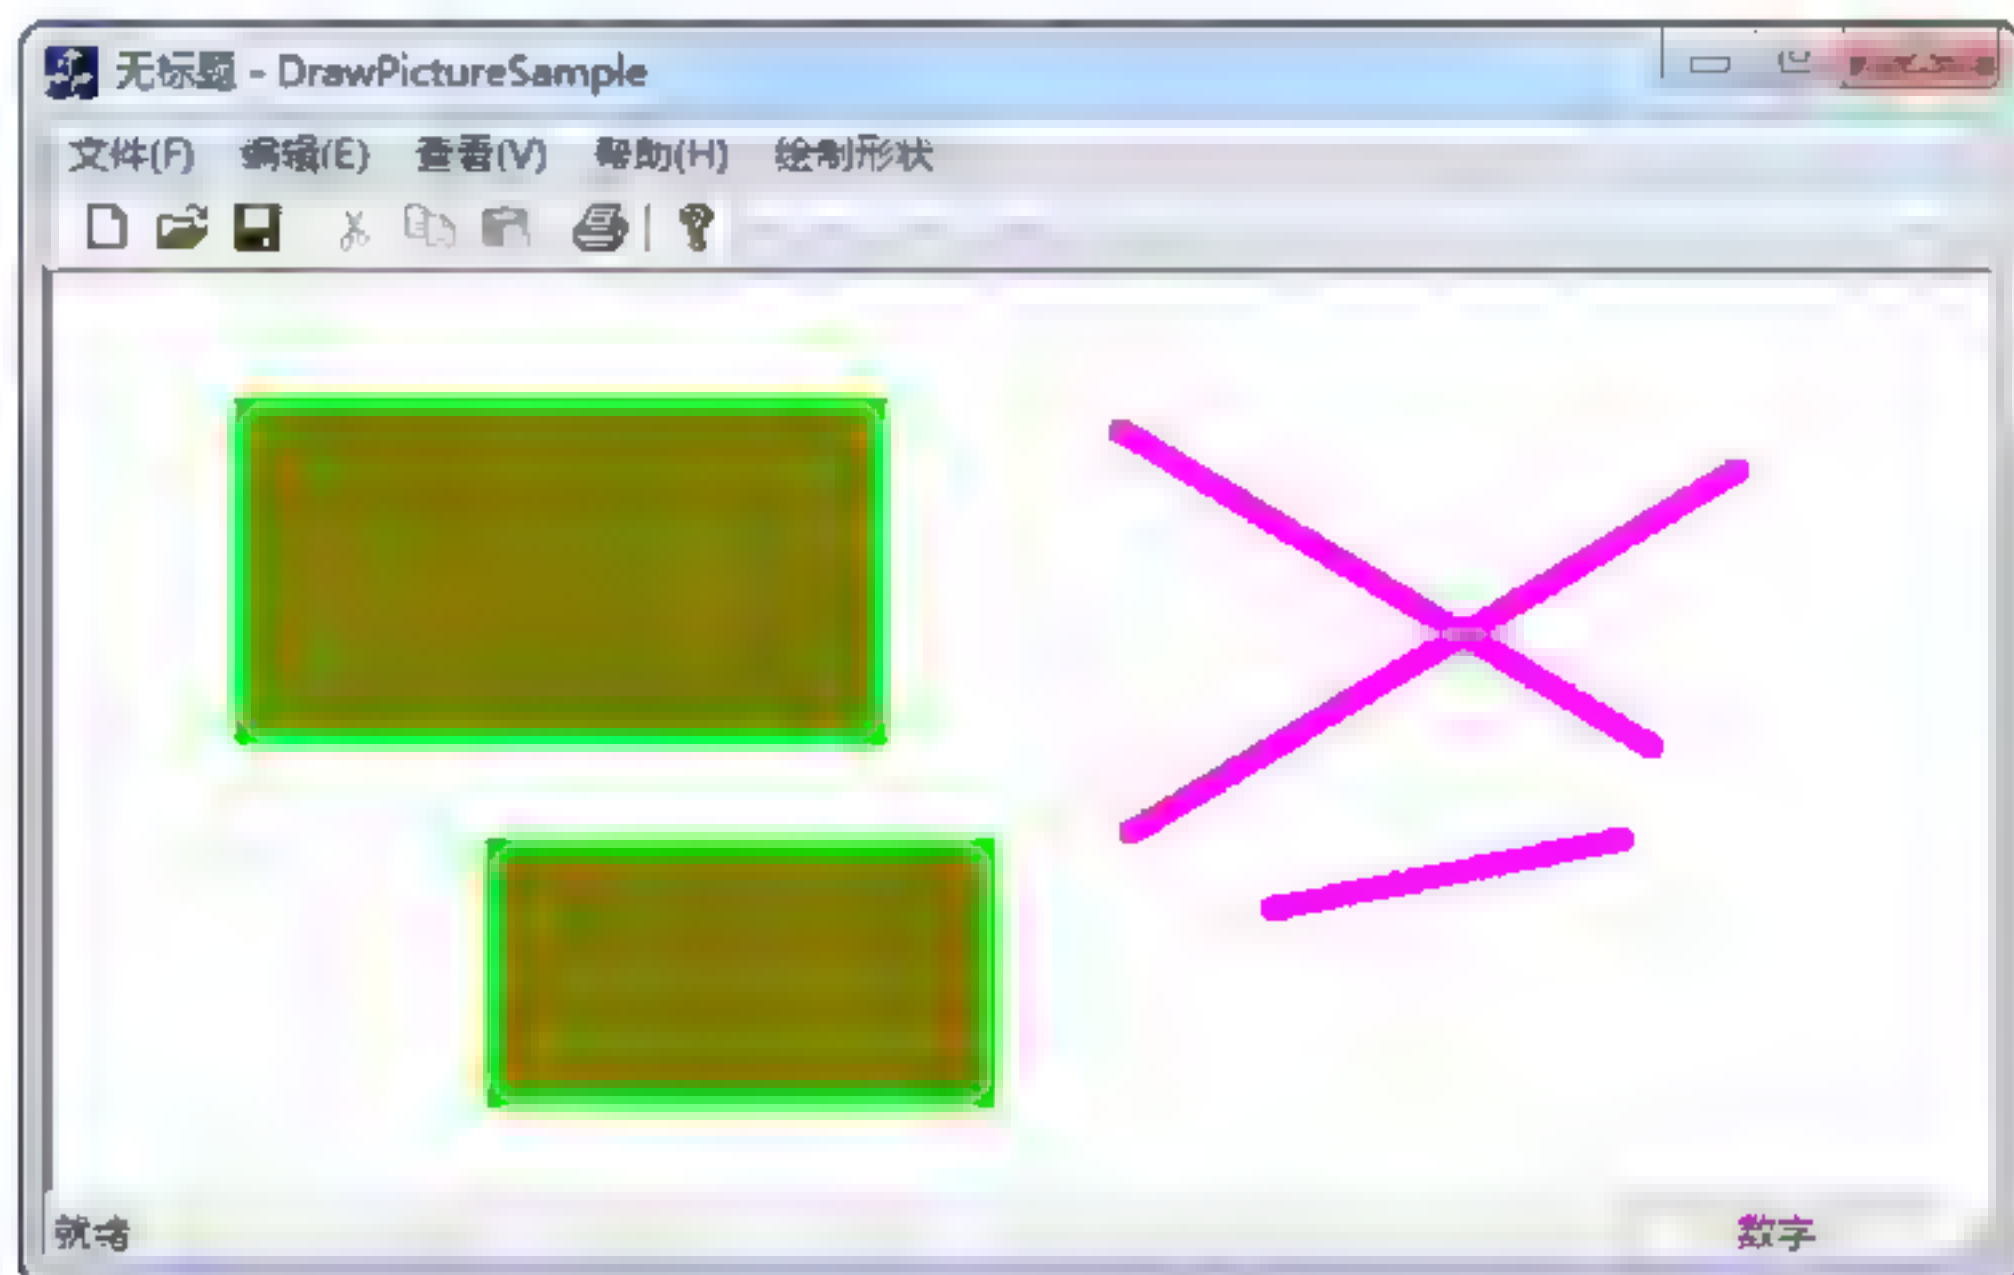 无标题 - DrawPictureSample
文件(F) 编辑(E) 查看(V) 帮助(H) 绘制形状
就绪 数字